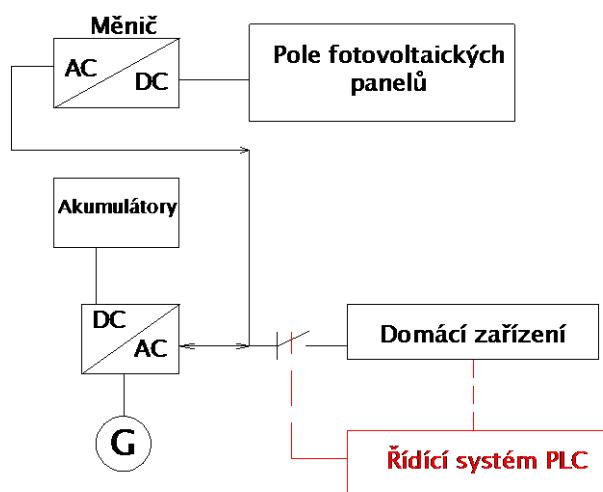 Měnič
AC
DC
Pole fotovoltaických
panelů
Akumulátory
DC
AC
Domácí zařízení
G
Řídící systém PLC